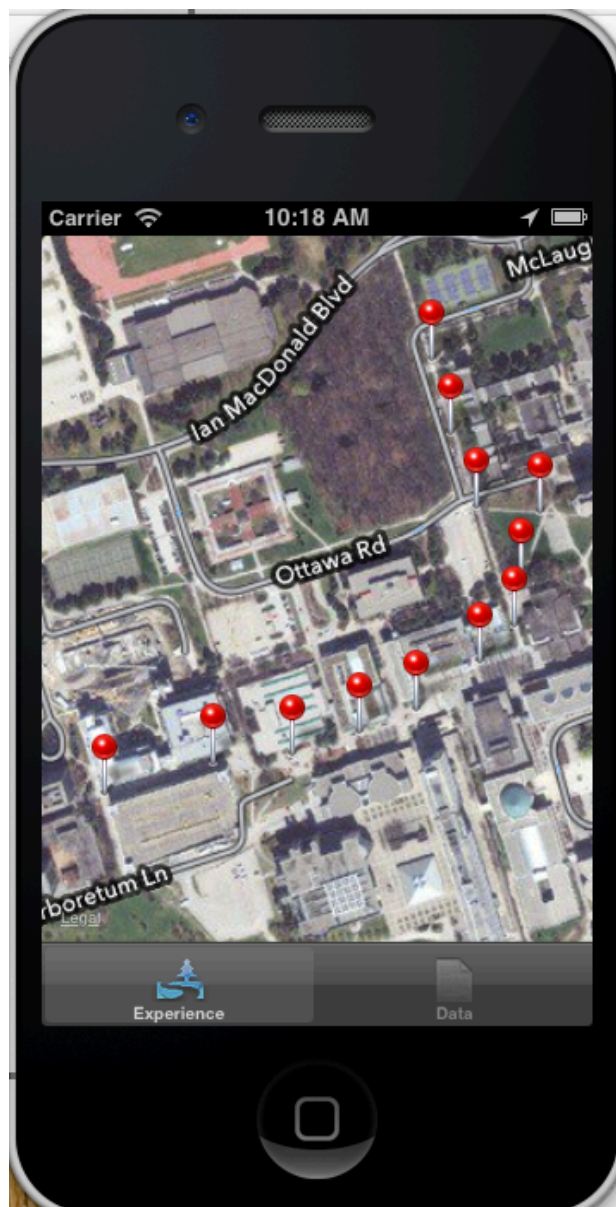 Carrier 10:18 AM
McLaug
Ian MacDonald Blvd
Ottawa Rd
rboretum Ln
Legal
Experience Data